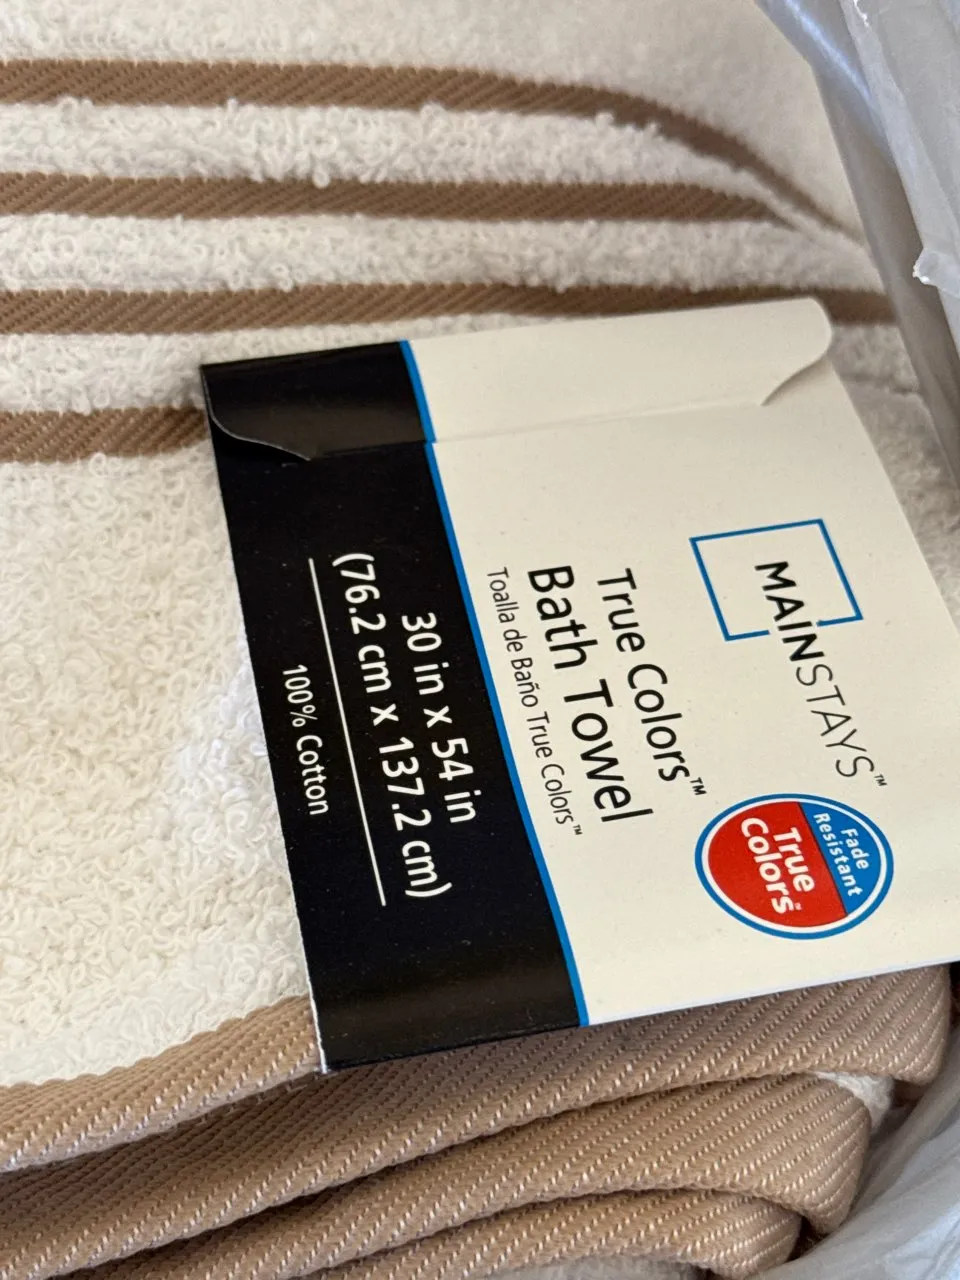 MAINSTAYS™
Fade
Resistant
True
Colors™
True Colors™
Bath Towel
Toalla de Baño True Colors™
30 in x 54 in
(76.2 cm x 137.2 cm)
100% Cotton